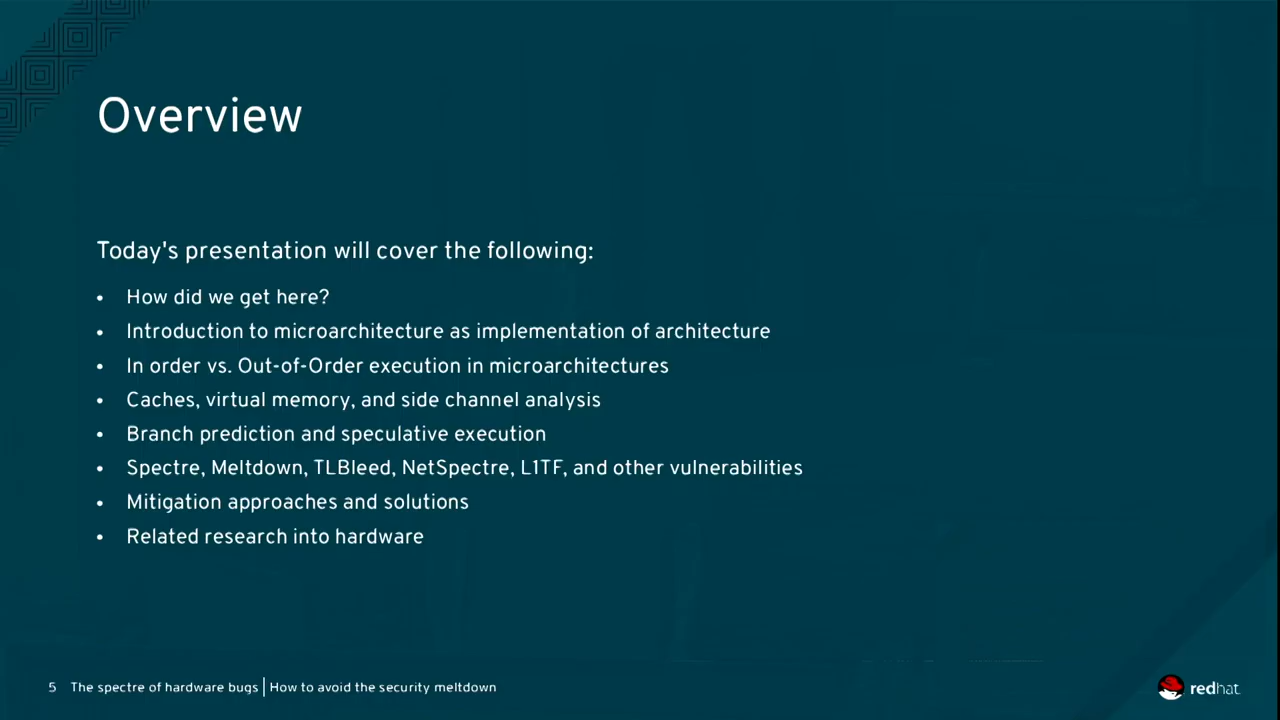 Overview
Today's presentation will cover the following:
• How did we get here?
• Introduction to microarchitecture as implementation of architecture
• In order vs. Out-of-Order execution in microarchitectures
• Caches, virtual memory, and side channel analysis
• Branch prediction and speculative execution
• Spectre, Meltdown, TLBleed, NetSpectre, L1TF, and other vulnerabilities
• Mitigation approaches and solutions
• Related research into hardware
5 The spectre of hardware bugs | How to avoid the security meltdown
redhat.